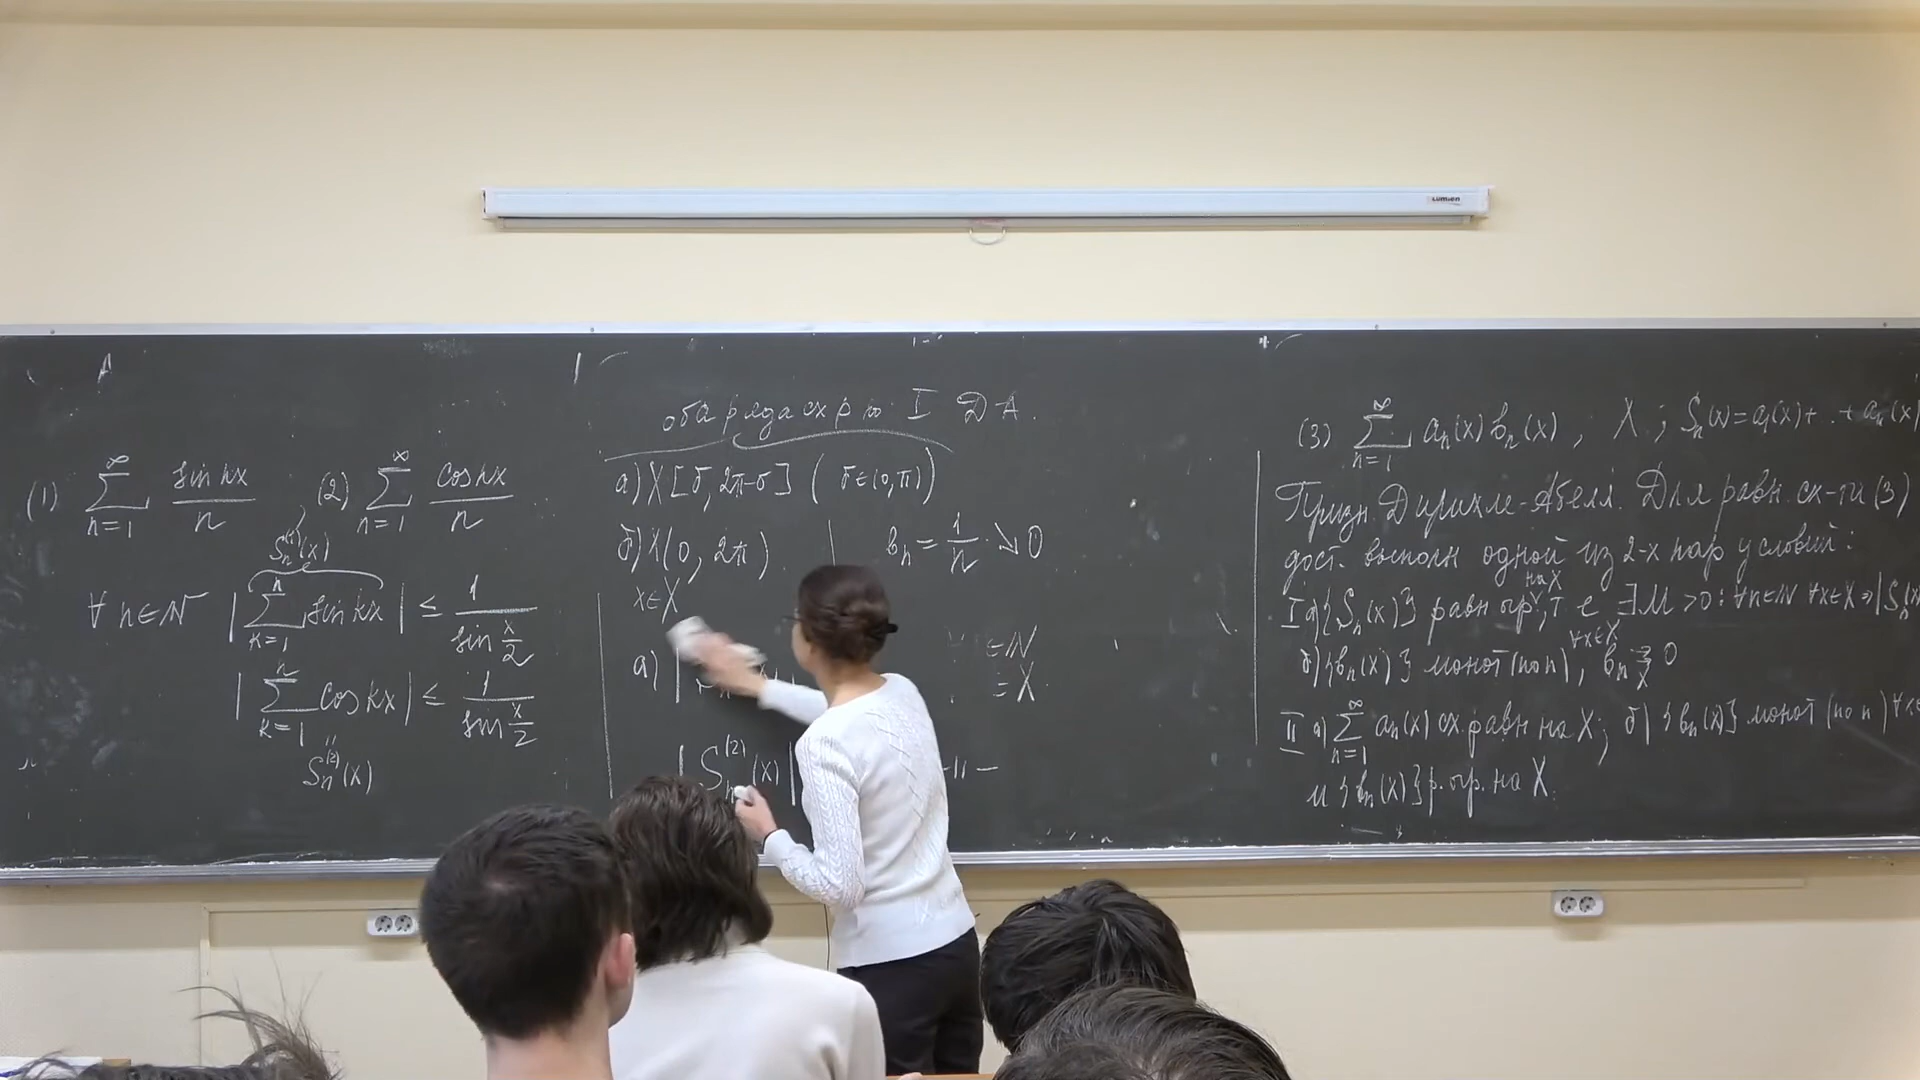 Lumien
(1) ∑_{n=1}^{∞} sin nx / n , (2) ∑_{n=1}^{∞} cos nx / n
S_n^{(1)}(x)
∀ n∈N |∑_{k=1}^{n} sin kx| ≤ 1 / sin x/2
|∑_{k=1}^{n} cos kx| ≤ 1 / sin x/2
S_n^{(2)}(x)
оба ряда сх р по I Д А.
а) X [δ, 2π-δ] ( δ∈(0,π))
б) X(0, 2π)
b_n = 1/n ↘ 0
x∈X
а) |
∈N
∈X
|S_n^{(2)}(x)|
-||-
(3) ∑_{n=1}^{∞} a_n(x) b_n(x) , X ; S_n(x) = a_1(x)+..+a_n(x)
Призн. Дирихле-Абеля. Для равн. сх-ти (3)
дост. выполн одной из 2-х пар условий:
I а) {S_n(x)} равн огр. на X, т е ∃M >0: ∀n∈N ∀x∈X ⇒ |S_n(x
б) {b_n(x)} монот (по n) ∀x∈X, b_n ⇉_X 0
II а) ∑_{n=1}^{∞} a_n(x) сх. равн на X; б) {b_n(x)} монот (по n) ∀x∈
и {b_n(x)} р. огр. на X.